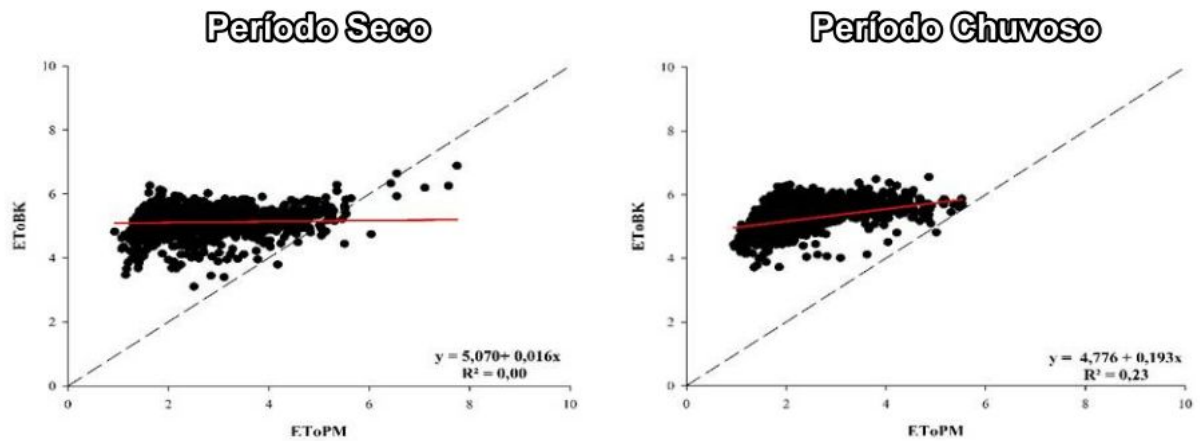 Período Seco
10
8
6
4
2
0
EToBK
y = 5,070+ 0,016x
R² = 0,00
0 2 4 6 8 10
EToPM
Período Chuvoso
10
8
6
4
2
0
EToBK
y = 4,776 + 0,193x
R² = 0,23
0 2 4 6 8 10
EToPM